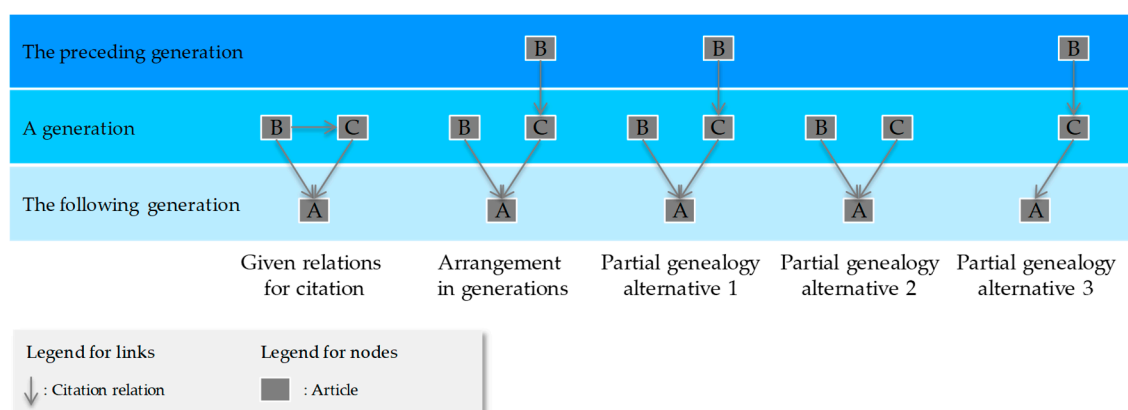 The preceding generation
B
B
B
A generation
B
C
B
C
B
C
B
C
C
The following generation
A
A
A
A
A
Given relations
for citation
Arrangement
in generations
Partial genealogy
alternative 1
Partial genealogy
alternative 2
Partial genealogy
alternative 3
Legend for links
: Citation relation
Legend for nodes
: Article